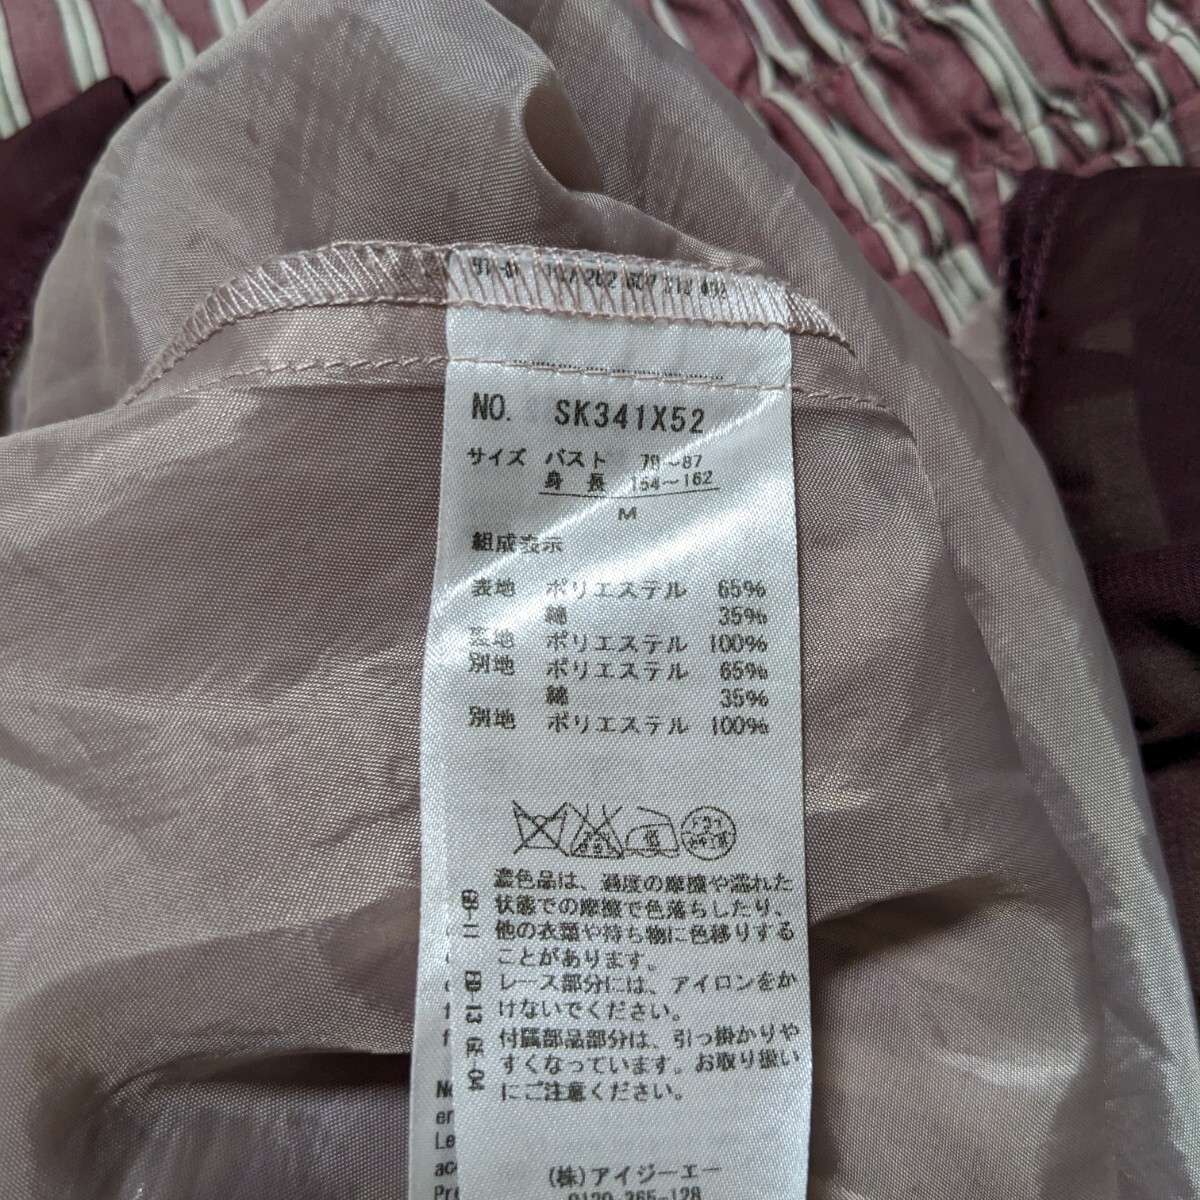 NO. SK341X52
サイズ バスト 79~87
身 長 154~162
M
組成表示
表地 ポリエステル 65%
綿 35%
裏地 ポリエステル 100%
別地 ポリエステル 65%
綿 35%
別地 ポリエステル 100%
濃色品は、過度の摩擦や濡れた
状態での摩擦で色落ちしたり、
他の衣類や持ち物に色移りする
ことがあります。
レース部分には、アイロンをか
けないでください。
付属部品部分は、引っ掛かりや
すくなっています。お取り扱い
にご注意ください。
(株)アイジーエー
0120-365-128